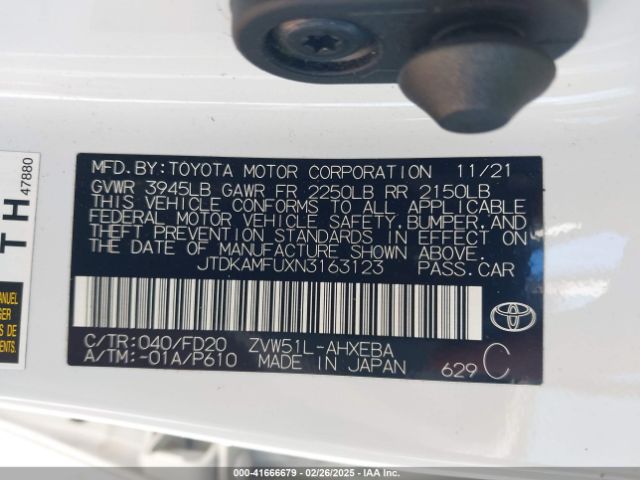 MFD.BY:TOYOTA MOTOR CORPORATION 11/21
GVWR 3945LB GAWR FR 2250LB RR 2150LB
THIS VEHICLE CONFORMS TO ALL APPLICABLE
FEDERAL MOTOR VEHICLE SAFETY, BUMPER, AND
THEFT PREVENTION STANDARDS IN EFFECT ON
THE DATE OF MANUFACTURE SHOWN ABOVE.
JTDKAMFUXN3163123 PASS.CAR
C/TR:040/FD20 ZVW51L-AHXEBA
A/TM:-01A/P610 MADE IN JAPAN 629 C
TH
47880
MANUEL
000-41666679 02/26/2025 IAAI.COM